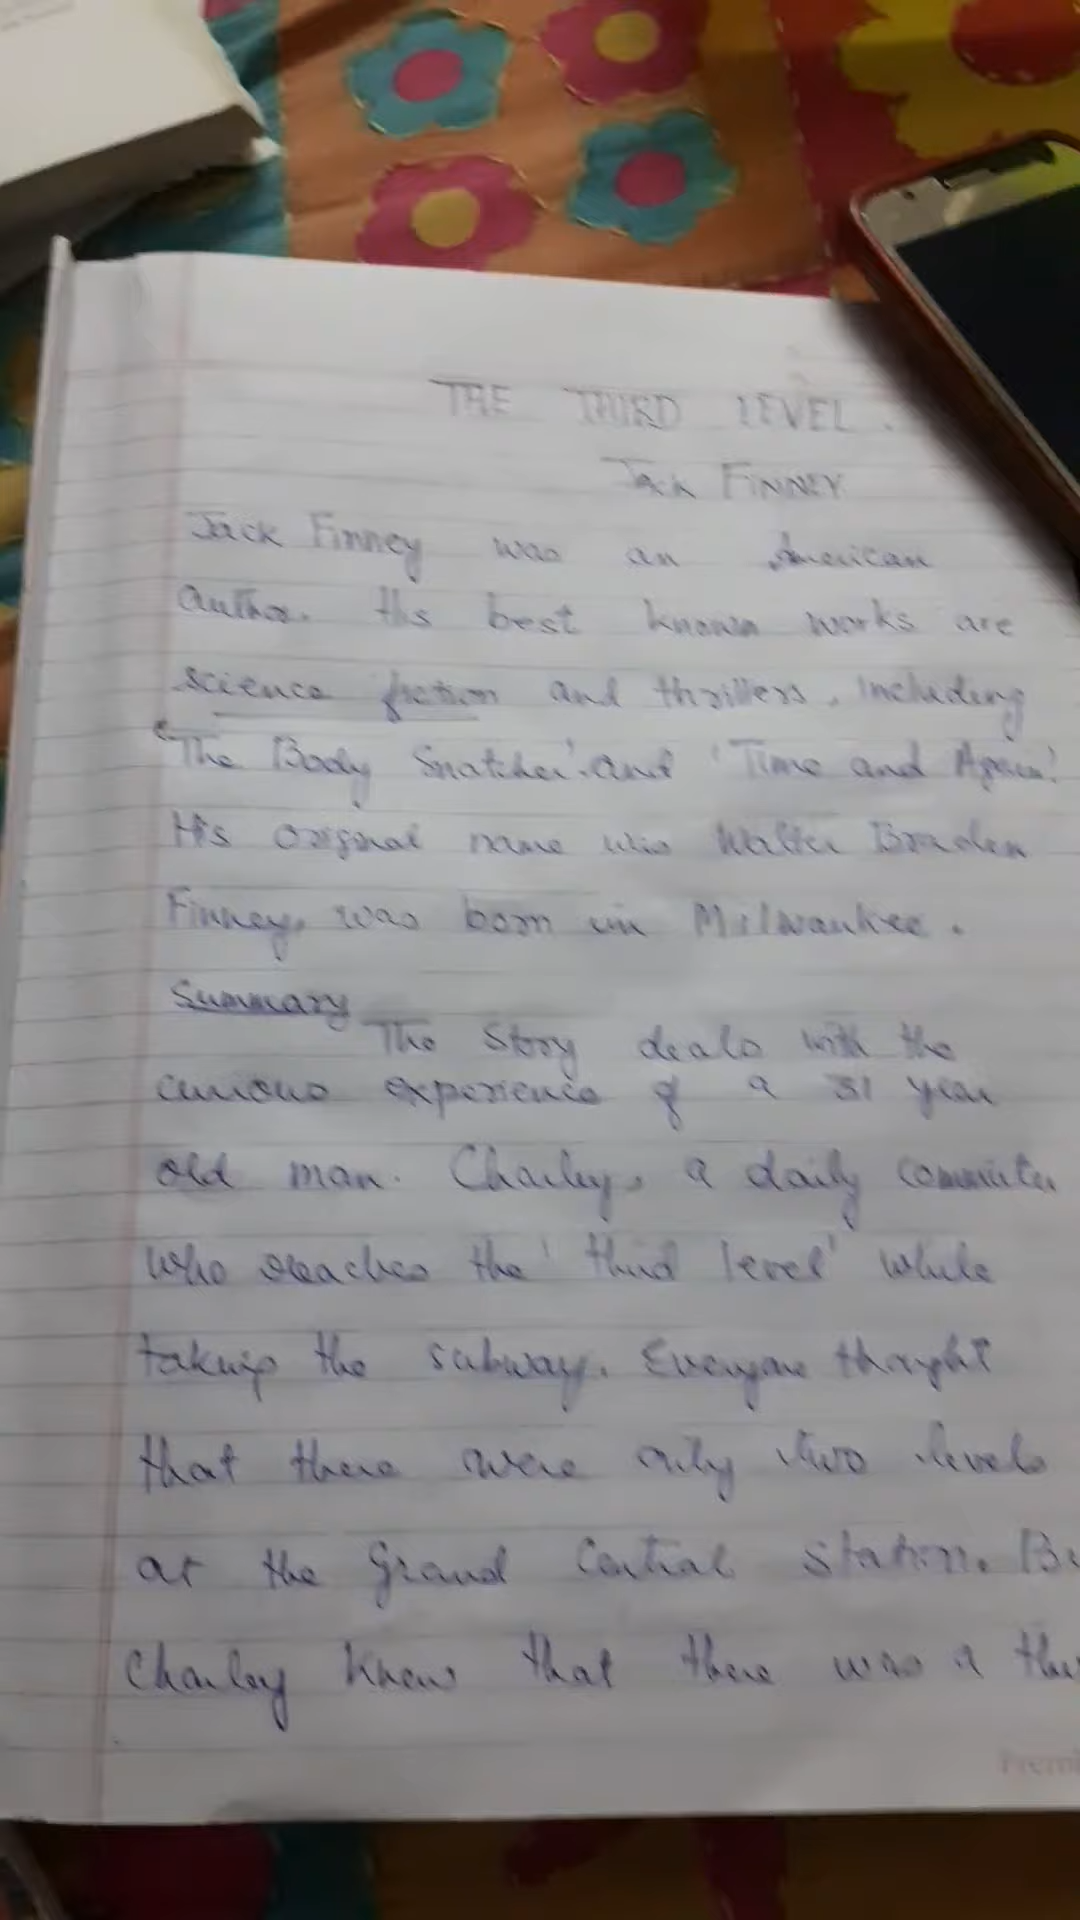 THE THIRD LEVEL.
Jack FINNEY
Jack Finney was an American
author. His best known works are
science fiction and thrillers, including
"The Body Snatcher' and 'Time and Again'
His original name was Walter Braden
Finney, was born in Milwaukee.
Summary
The Story deals with the
curious experience of a 31 year
old man. Charley, a daily commuter
who reaches the 'third level' while
taking the subway. Everyone thought
that there were only two levels
at the Grand Central Station. Bu
Charley knew that there was a thi
Premi